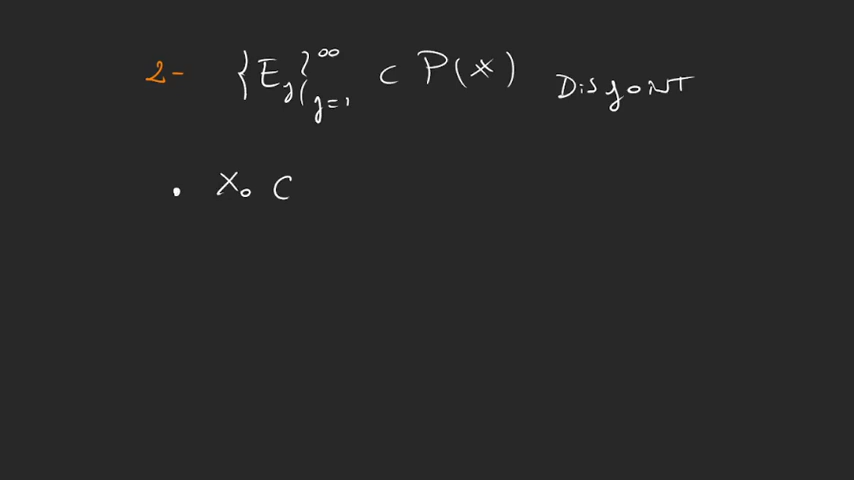 2- {E_j}_{j=1}^∞ ⊂ P(X) DISJOINT
• X₀ ⊂